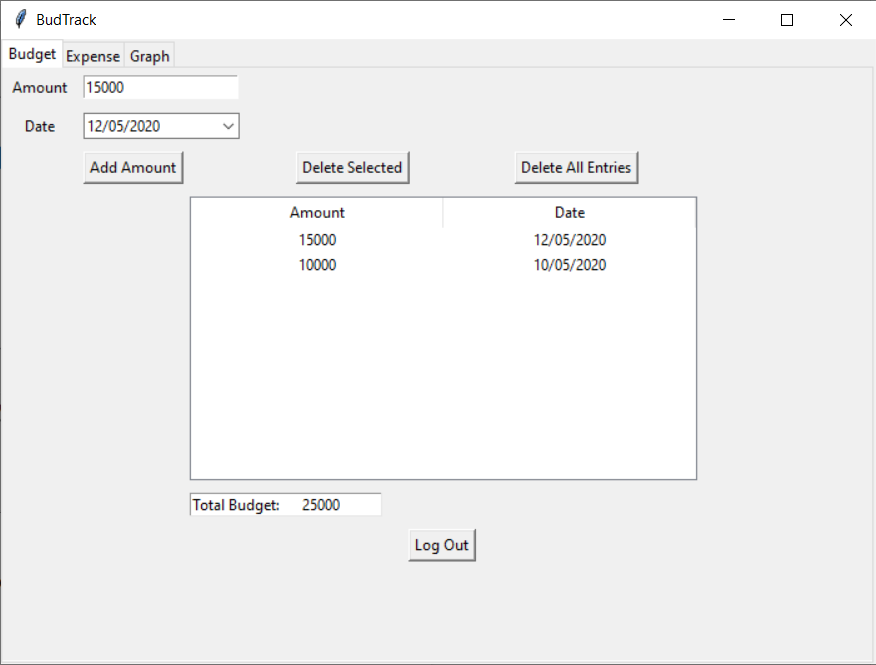 BudTrack
Budget Expense Graph
Amount 15000
Date 12/05/2020
Add Amount Delete Selected Delete All Entries
Amount Date
15000 12/05/2020
10000 10/05/2020
Total Budget: 25000
Log Out